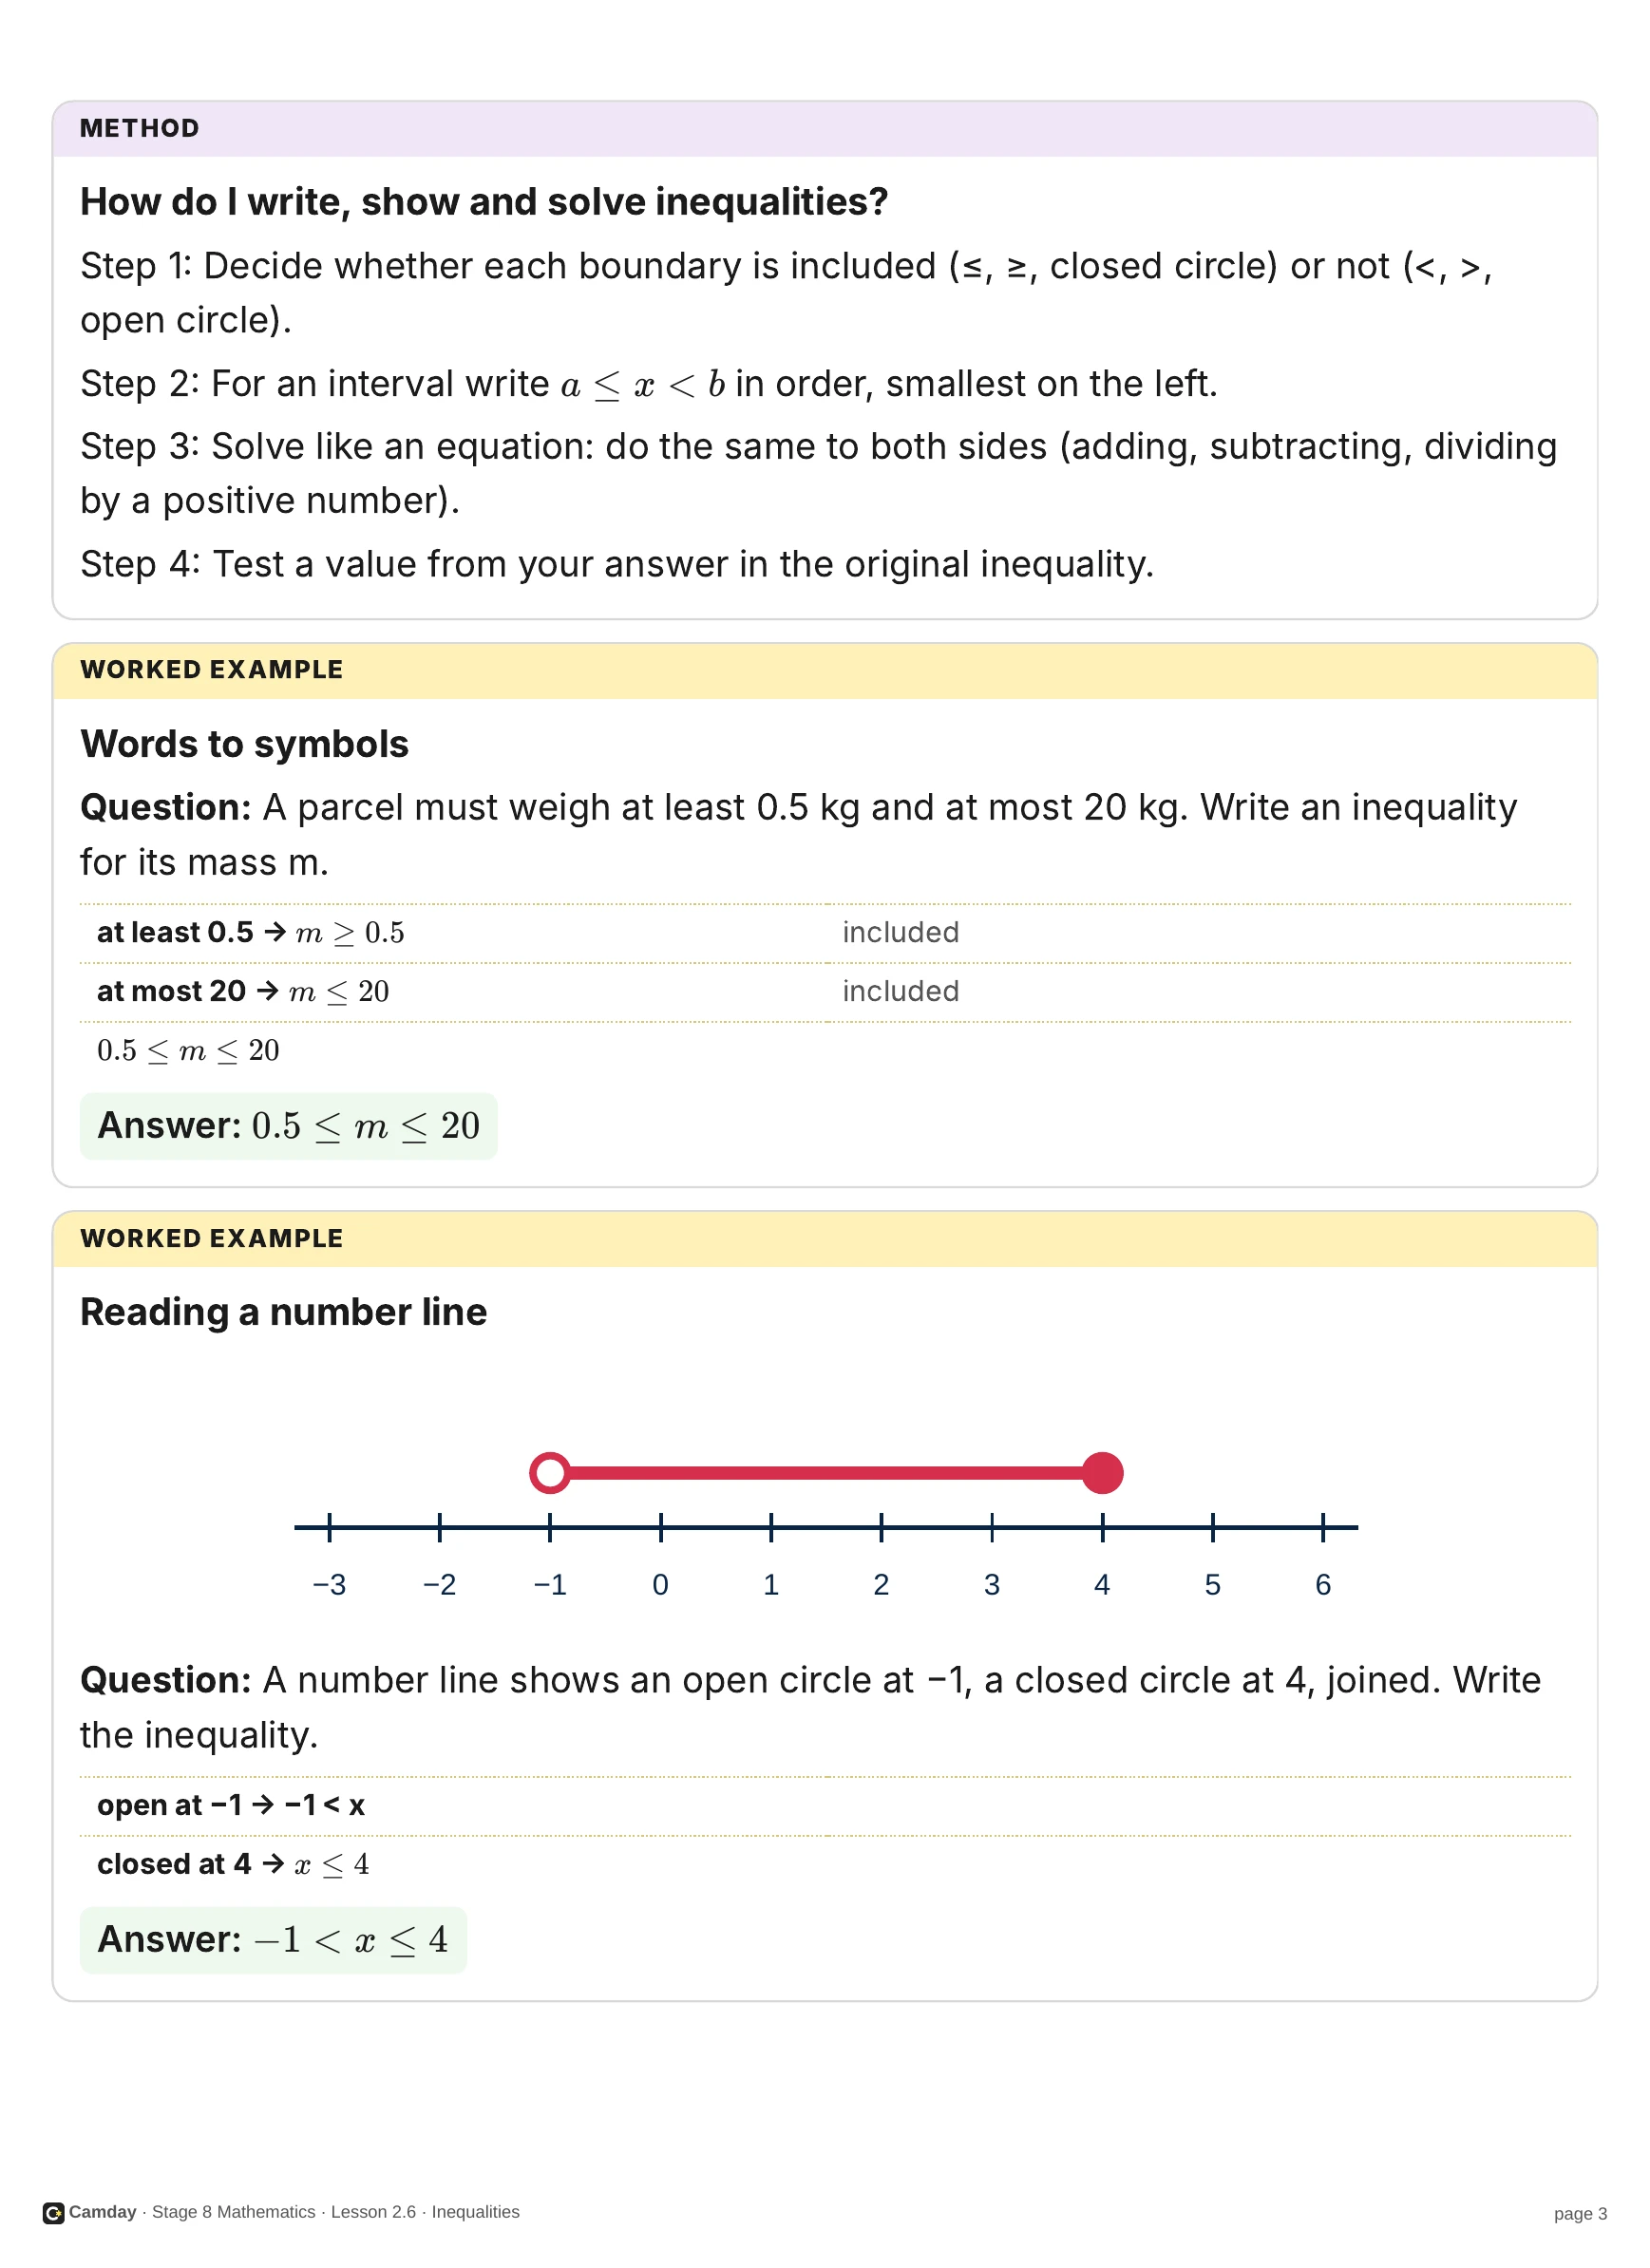 METHOD
How do I write, show and solve inequalities?
Step 1: Decide whether each boundary is included (≤, ≥, closed circle) or not (<, >,
open circle).
Step 2: For an interval write a ≤ x < b in order, smallest on the left.
Step 3: Solve like an equation: do the same to both sides (adding, subtracting, dividing
by a positive number).
Step 4: Test a value from your answer in the original inequality.
WORKED EXAMPLE
Words to symbols
Question: A parcel must weigh at least 0.5 kg and at most 20 kg. Write an inequality
for its mass m.
at least 0.5 → m ≥ 0.5 included
at most 20 → m ≤ 20 included
0.5 ≤ m ≤ 20
Answer: 0.5 ≤ m ≤ 20
WORKED EXAMPLE
Reading a number line
−3 −2 −1 0 1 2 3 4 5 6
Question: A number line shows an open circle at −1, a closed circle at 4, joined. Write
the inequality.
open at −1 → −1 < x
closed at 4 → x ≤ 4
Answer: −1 < x ≤ 4
Camday · Stage 8 Mathematics · Lesson 2.6 · Inequalities page 3